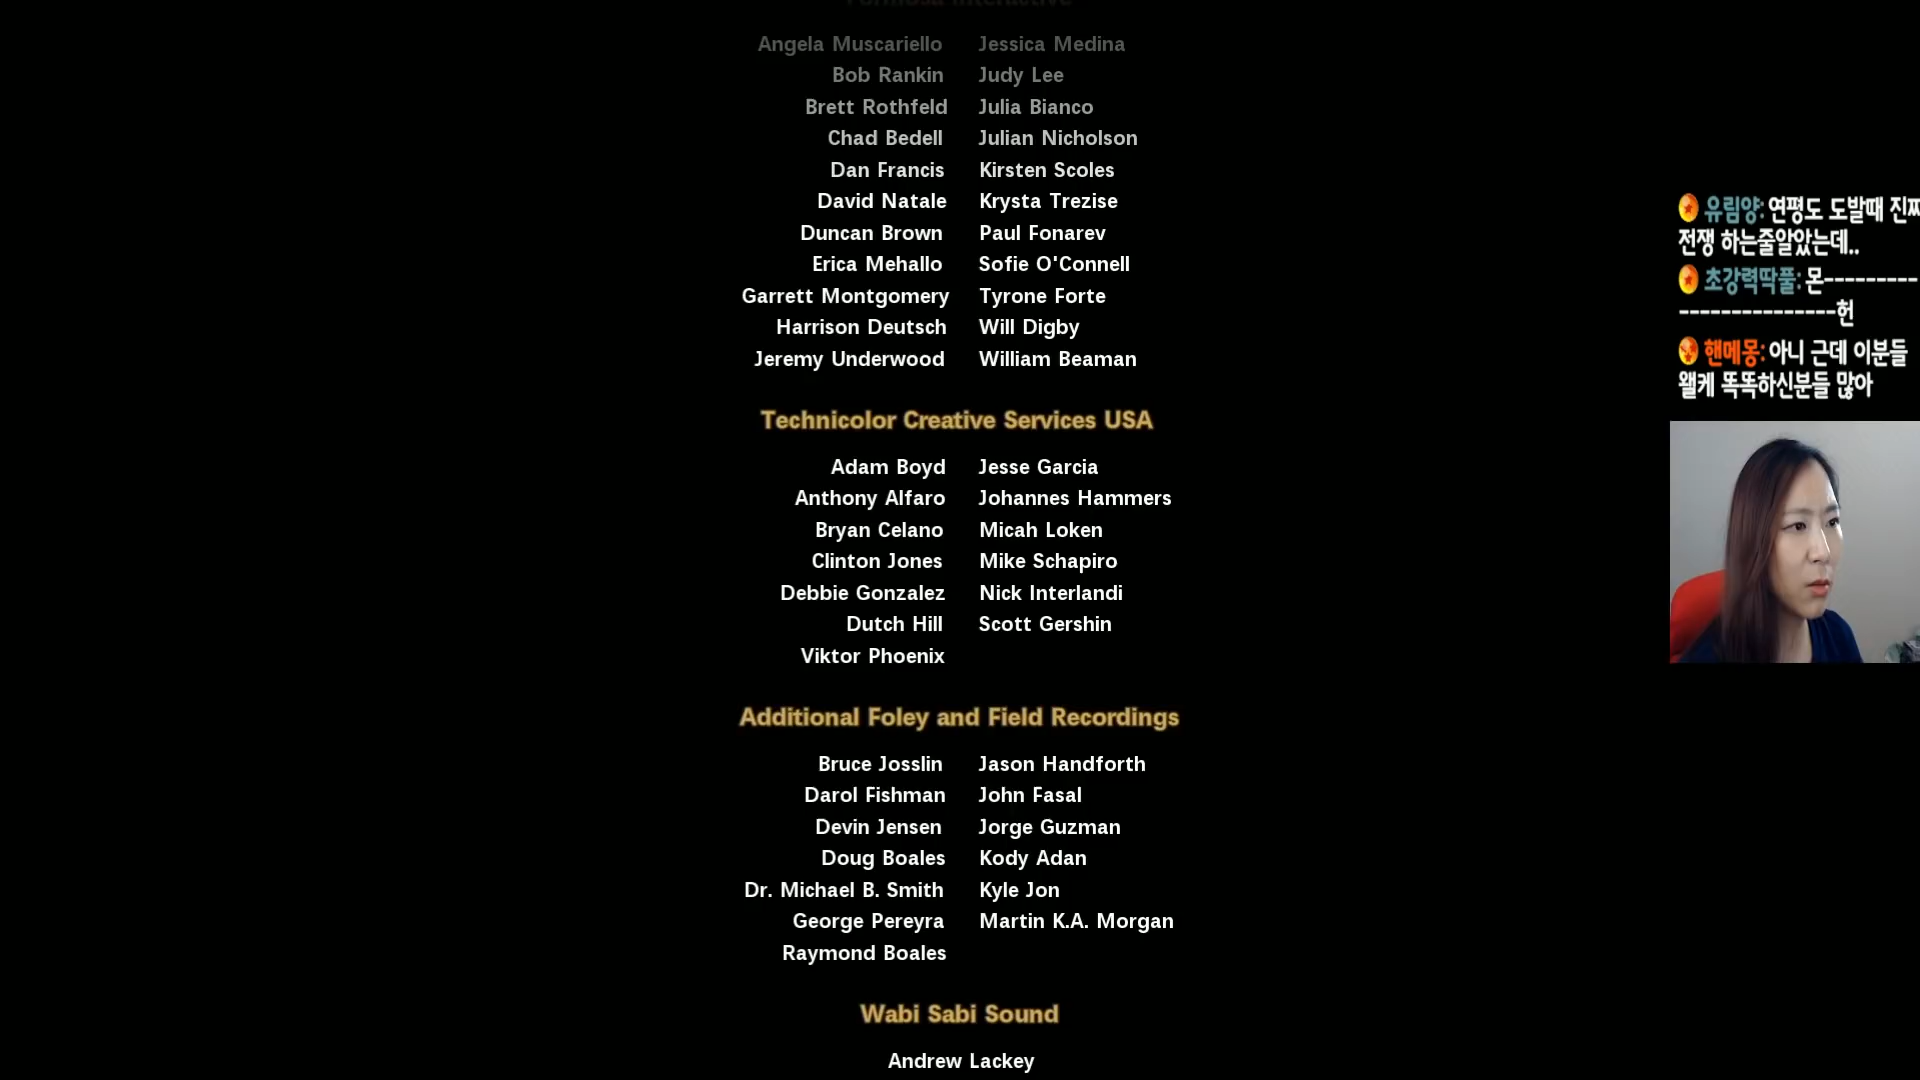 Formosa Interactive
Angela Muscariello Jessica Medina
Bob Rankin Judy Lee
Brett Rothfeld Julia Bianco
Chad Bedell Julian Nicholson
Dan Francis Kirsten Scoles
David Natale Krysta Trezise
Duncan Brown Paul Fonarev
Erica Mehallo Sofie O'Connell
Garrett Montgomery Tyrone Forte
Harrison Deutsch Will Digby
Jeremy Underwood William Beaman
Technicolor Creative Services USA
Adam Boyd Jesse Garcia
Anthony Alfaro Johannes Hammers
Bryan Celano Micah Loken
Clinton Jones Mike Schapiro
Debbie Gonzalez Nick Interlandi
Dutch Hill Scott Gershin
Viktor Phoenix
Additional Foley and Field Recordings
Bruce Josslin Jason Handforth
Darol Fishman John Fasal
Devin Jensen Jorge Guzman
Doug Boales Kody Adan
Dr. Michael B. Smith Kyle Jon
George Pereyra Martin K.A. Morgan
Raymond Boales
Wabi Sabi Sound
Andrew Lackey
유림양: 연평도 도발때 진짜
전쟁 하는줄알았는데..
초강력딱풀: 몬---------
---------------헌
핸메몽: 아니 근데 이분들
왤케 똑똑하신분들 많아